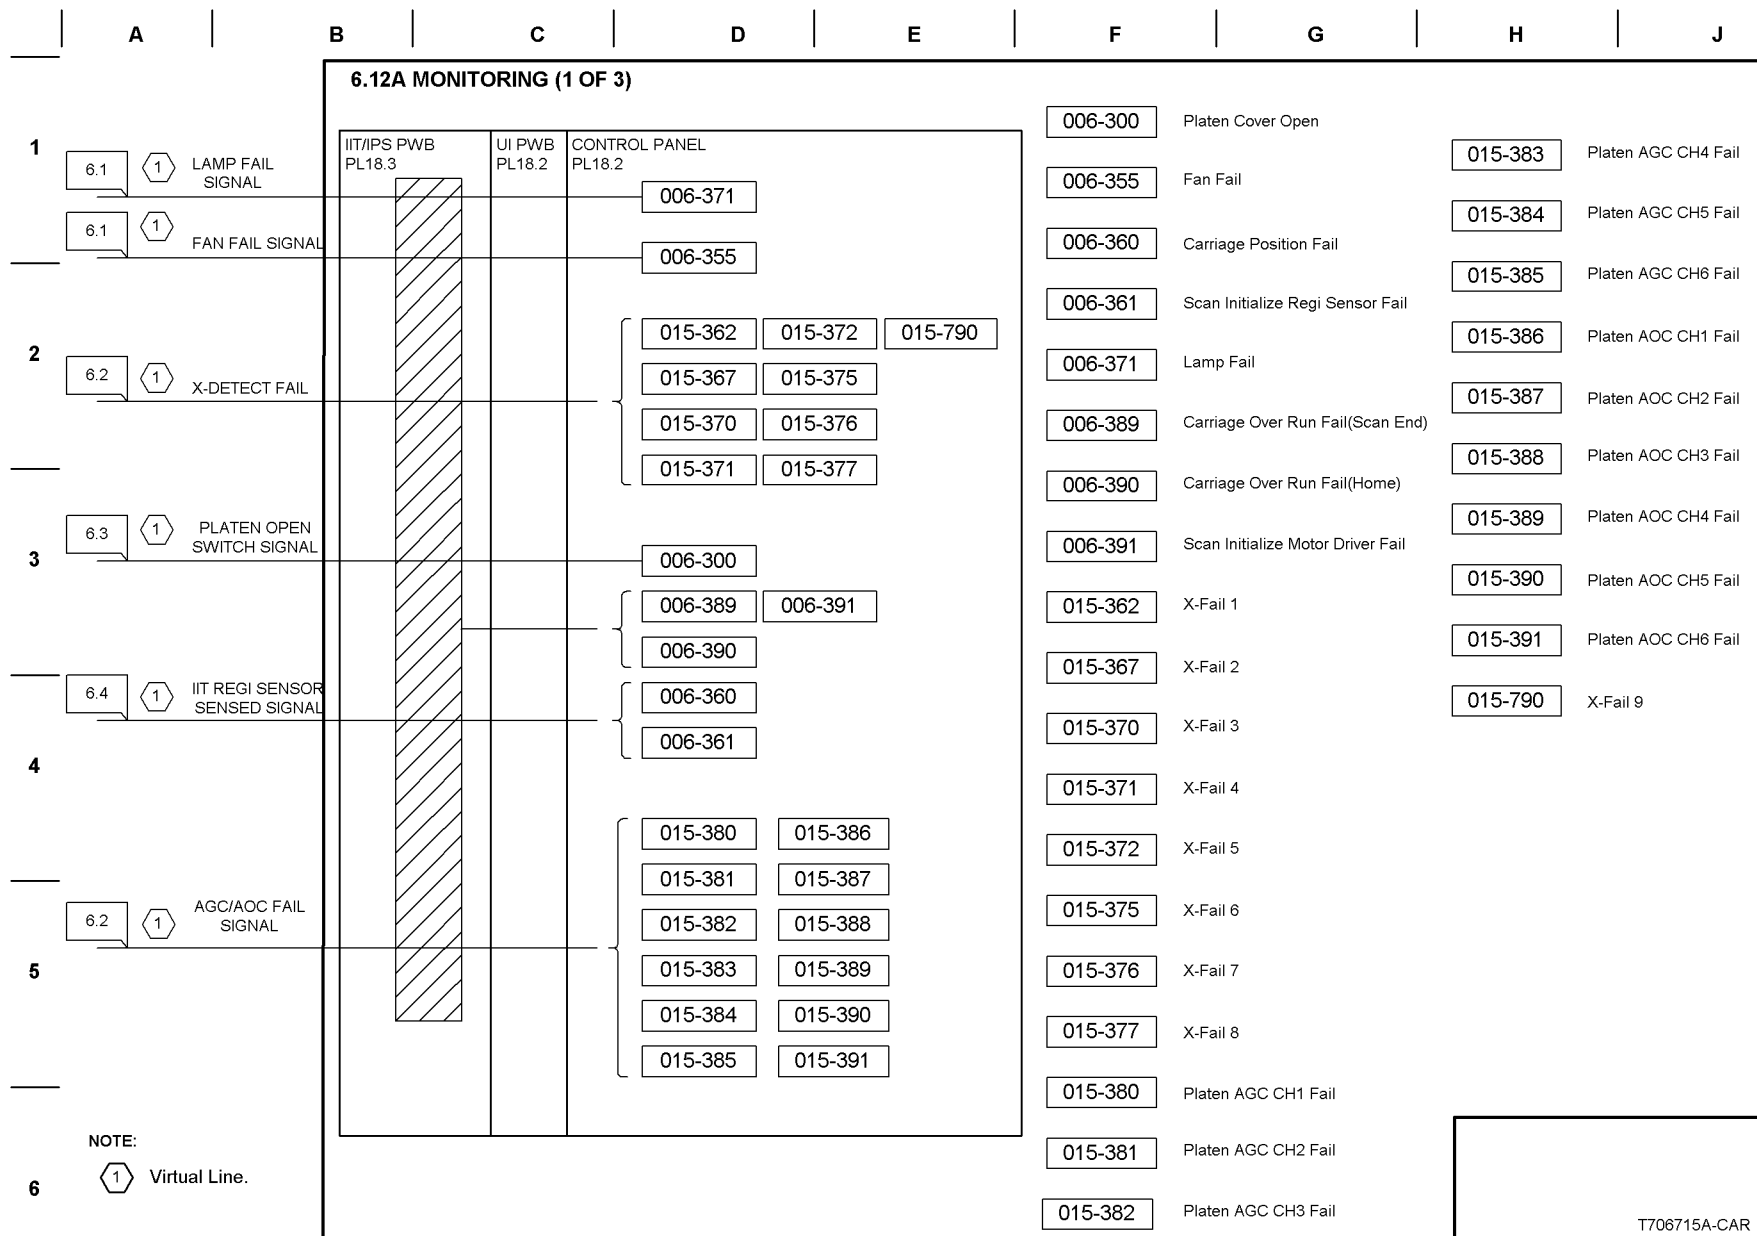 A B C D E F G H J
6.12A MONITORING (1 OF 3)
1
2
3
4
5
6
6.1 1 LAMP FAIL
SIGNAL
6.1 1 FAN FAIL SIGNAL
6.2 1 X-DETECT FAIL
6.3 1 PLATEN OPEN
SWITCH SIGNAL
6.4 1 IIT REGI SENSOR
SENSED SIGNAL
6.2 1 AGC/AOC FAIL
SIGNAL
NOTE:
1 Virtual Line.
IIT/IPS PWB
PL18.3
UI PWB
PL18.2
CONTROL PANEL
PL18.2
006-371
006-355
015-362 015-372 015-790
015-367 015-375
015-370 015-376
015-371 015-377
006-300
006-389 006-391
006-390
006-360
006-361
015-380 015-386
015-381 015-387
015-382 015-388
015-383 015-389
015-384 015-390
015-385 015-391
006-300 Platen Cover Open
006-355 Fan Fail
006-360 Carriage Position Fail
006-361 Scan Initialize Regi Sensor Fail
006-371 Lamp Fail
006-389 Carriage Over Run Fail(Scan End)
006-390 Carriage Over Run Fail(Home)
006-391 Scan Initialize Motor Driver Fail
015-362 X-Fail 1
015-367 X-Fail 2
015-370 X-Fail 3
015-371 X-Fail 4
015-372 X-Fail 5
015-375 X-Fail 6
015-376 X-Fail 7
015-377 X-Fail 8
015-380 Platen AGC CH1 Fail
015-381 Platen AGC CH2 Fail
015-382 Platen AGC CH3 Fail
015-383 Platen AGC CH4 Fail
015-384 Platen AGC CH5 Fail
015-385 Platen AGC CH6 Fail
015-386 Platen AOC CH1 Fail
015-387 Platen AOC CH2 Fail
015-388 Platen AOC CH3 Fail
015-389 Platen AOC CH4 Fail
015-390 Platen AOC CH5 Fail
015-391 Platen AOC CH6 Fail
015-790 X-Fail 9
T706715A-CAR